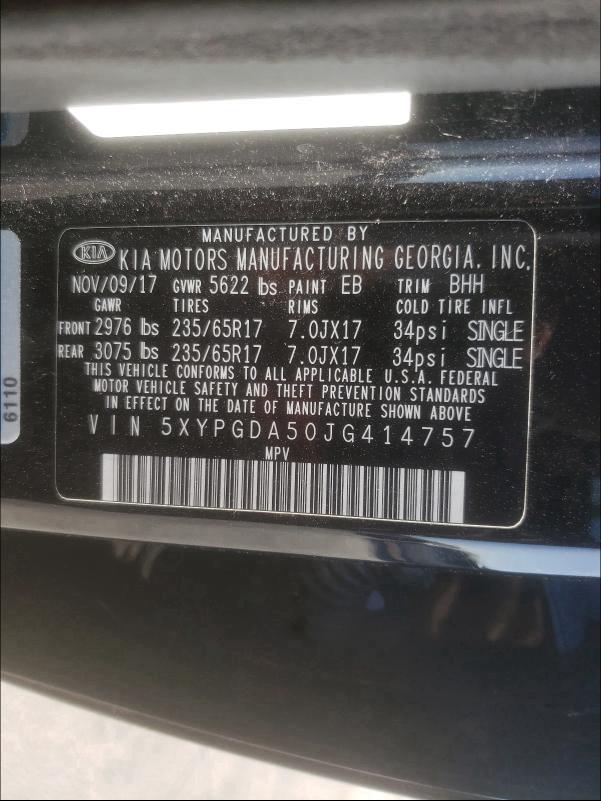 MANUFACTURED BY
KIA KIA MOTORS MANUFACTURING GEORGIA, INC.
NOV/09/17 GVWR 5622 lbs PAINT EB TRIM BHH
GAWR TIRES RIMS COLD TIRE INFL
FRONT 2976 lbs 235/65R17 7.0JX17 34psi SINGLE
REAR 3075 lbs 235/65R17 7.0JX17 34psi SINGLE
THIS VEHICLE CONFORMS TO ALL APPLICABLE U.S.A. FEDERAL
MOTOR VEHICLE SAFETY AND THEFT PREVENTION STANDARDS
IN EFFECT ON THE DATE OF MANUFACTURE SHOWN ABOVE
VIN 5XYPGDA50JG414757
MPV
6110